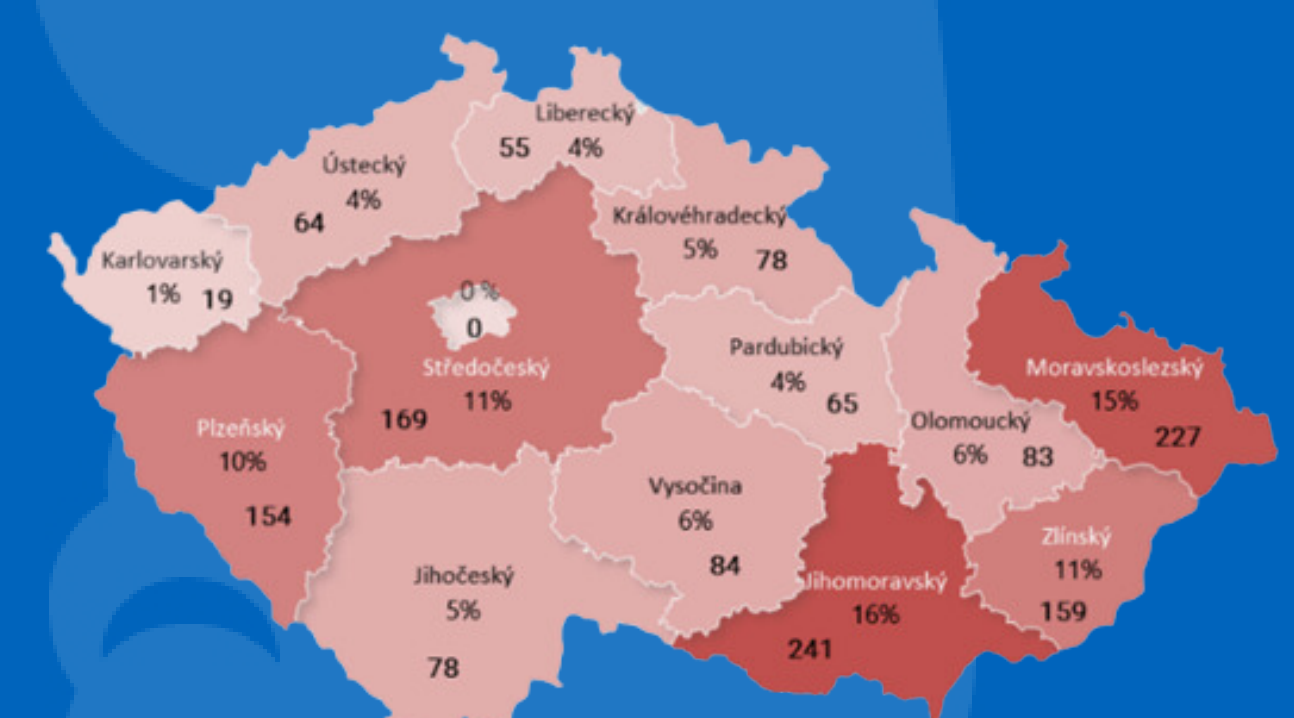 Liberecký
55 4%
Ústecký
4%
64
Královéhradecký
5% 78
Karlovarský
1% 19
0 %
0
Středočeský
11%
169
Pardubický
4%
65
Moravskoslezský
15%
227
Olomoucký
6% 83
Plzeňský
10%
154
Vysočina
6%
84
Zlínský
11%
159
Jihočeský
5%
78
Jihomoravský
16%
241